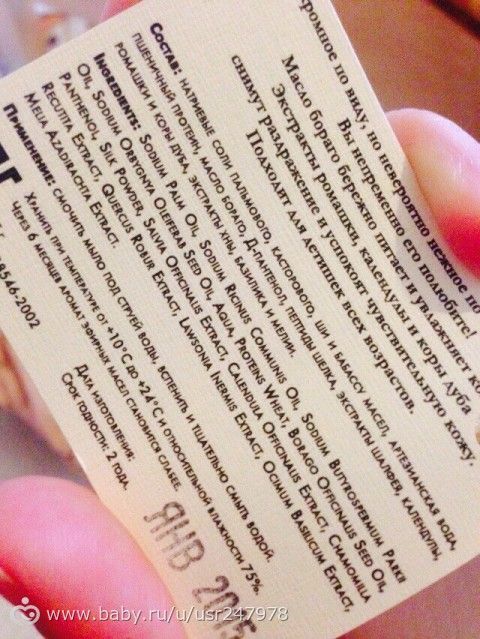 громное по виду, но невероятно нежное по
Вы непременно его полюбите!
Масло бораго бережно питает и увлажняет ко
Экстракты ромашки, календулы и коры дуба
снимут раздражение и успокоят чувствительную кожу.
Подходит для детишек всех возрастов.
Состав: натриевые соли пальмового, касторового, ши и бабассу масел, артезианская вода,
пшеничный протеин, масло бораго, Д-пантенол, пептиды шелка, экстракты шалфея, календулы,
ромашки и коры дуба, экстракты хны, базилика и мелии.
Ingredients: Sodium Palm Oil, Sodium Ricinus Communis Oil, Sodium Butyrospermum Parkii
Oil, Sodium Orbygnya Oleiferas Seed Oil, Aqua, Proteins Wheat, Borago Officinalis Seed Oil,
Panthenol, Silk Powder, Salvia Officinalis Extract, Calendula Officinalis Extract, Chamomilla
Recutita Extract, Quercus Robur Extract, Lawsonia Inermis Extract, Ocimum Basilicum Extract,
Melia Azadirachta Extract.
Применение: смочить мыло под струёй воды, вспенить и тщательно смыть водой.
Хранить при температуре от +10°С до +24°С и относительной влажности 75%.
Через 6 месяцев аромат эфирных масел становится слабее.
Дата изготовления:
Срок годности: 2 года.
4546-2002
ЯНВ
www.baby.ru/u/usr247978